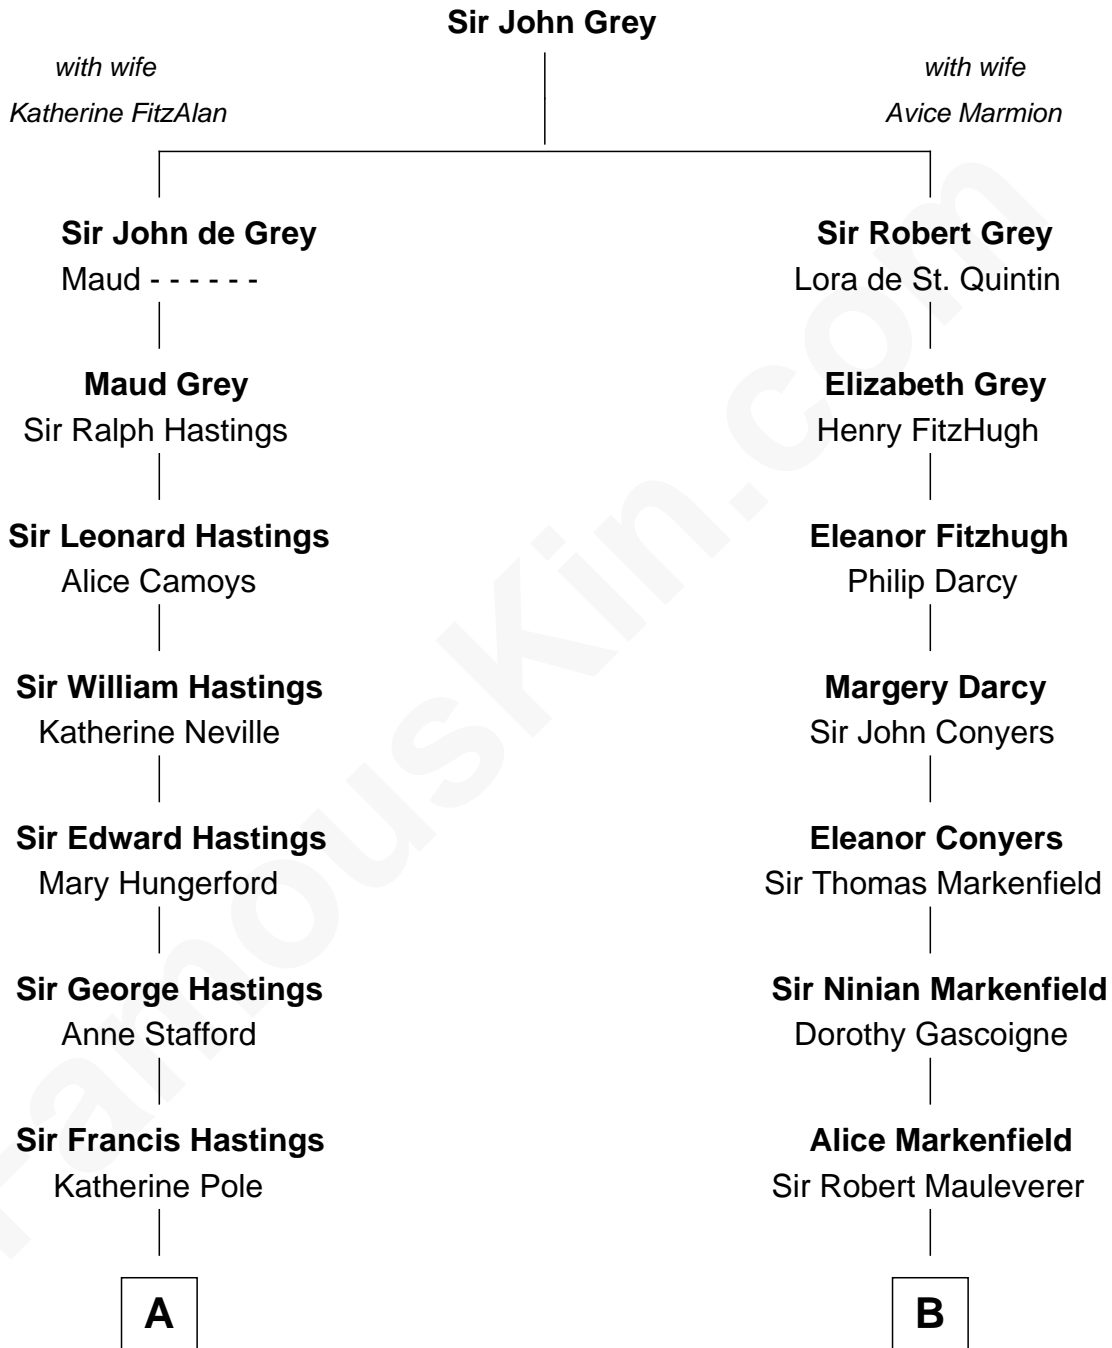 Sir John Grey
with wife
Katherine FitzAlan
with wife
Avice Marmion
Sir John de Grey
Maud - - - - - -
Sir Robert Grey
Lora de St. Quintin
Maud Grey
Sir Ralph Hastings
Elizabeth Grey
Henry FitzHugh
Sir Leonard Hastings
Alice Camoys
Eleanor Fitzhugh
Philip Darcy
Sir William Hastings
Katherine Neville
Margery Darcy
Sir John Conyers
Sir Edward Hastings
Mary Hungerford
Eleanor Conyers
Sir Thomas Markenfield
Sir George Hastings
Anne Stafford
Sir Ninian Markenfield
Dorothy Gascoigne
Sir Francis Hastings
Katherine Pole
Alice Markenfield
Sir Robert Mauleverer
A
B
FamousKin.com